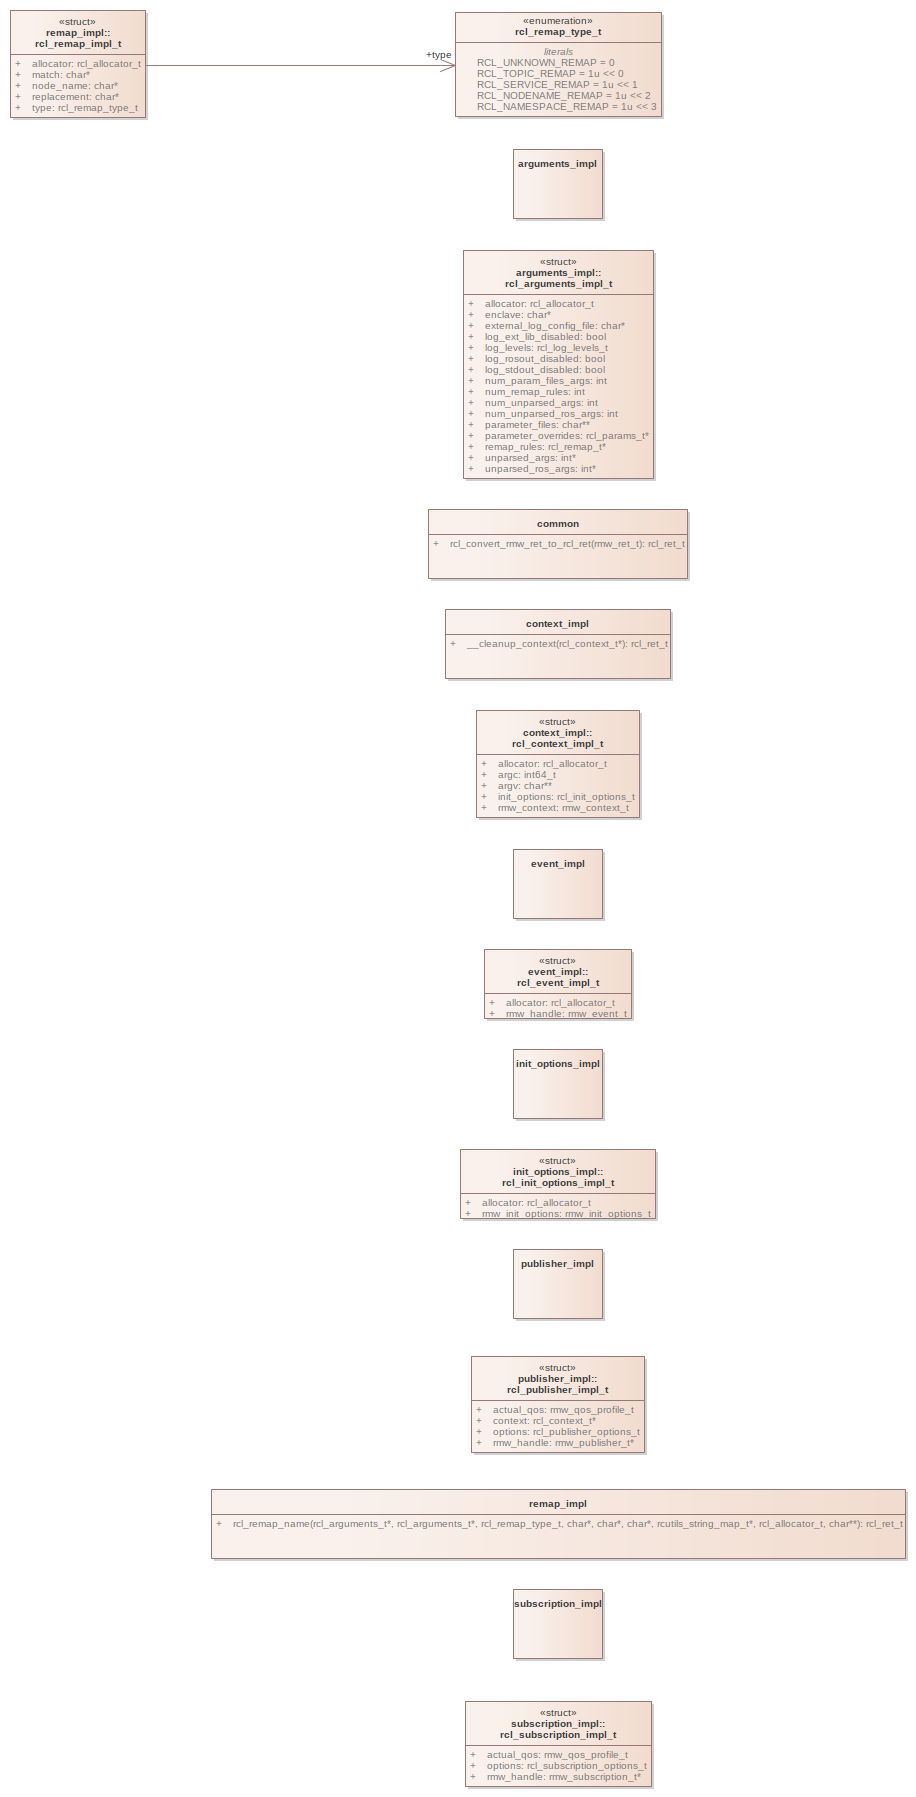 «struct»
remap_impl::
rcl_remap_impl_t
+ allocator: rcl_allocator_t
+ match: char*
+ node_name: char*
+ replacement: char*
+ type: rcl_remap_type_t
+type
«enumeration»
rcl_remap_type_t
literals
RCL_UNKNOWN_REMAP = 0
RCL_TOPIC_REMAP = 1u << 0
RCL_SERVICE_REMAP = 1u << 1
RCL_NODENAME_REMAP = 1u << 2
RCL_NAMESPACE_REMAP = 1u << 3
arguments_impl
«struct»
arguments_impl::
rcl_arguments_impl_t
+ allocator: rcl_allocator_t
+ enclave: char*
+ external_log_config_file: char*
+ log_ext_lib_disabled: bool
+ log_levels: rcl_log_levels_t
+ log_rosout_disabled: bool
+ log_stdout_disabled: bool
+ num_param_files_args: int
+ num_remap_rules: int
+ num_unparsed_args: int
+ num_unparsed_ros_args: int
+ parameter_files: char**
+ parameter_overrides: rcl_params_t*
+ remap_rules: rcl_remap_t*
+ unparsed_args: int*
+ unparsed_ros_args: int*
common
+ rcl_convert_rmw_ret_to_rcl_ret(rmw_ret_t): rcl_ret_t
context_impl
+ __cleanup_context(rcl_context_t*): rcl_ret_t
«struct»
context_impl::
rcl_context_impl_t
+ allocator: rcl_allocator_t
+ argc: int64_t
+ argv: char**
+ init_options: rcl_init_options_t
+ rmw_context: rmw_context_t
event_impl
«struct»
event_impl::
rcl_event_impl_t
+ allocator: rcl_allocator_t
+ rmw_handle: rmw_event_t
init_options_impl
«struct»
init_options_impl::
rcl_init_options_impl_t
+ allocator: rcl_allocator_t
+ rmw_init_options: rmw_init_options_t
publisher_impl
«struct»
publisher_impl::
rcl_publisher_impl_t
+ actual_qos: rmw_qos_profile_t
+ context: rcl_context_t*
+ options: rcl_publisher_options_t
+ rmw_handle: rmw_publisher_t*
remap_impl
+ rcl_remap_name(rcl_arguments_t*, rcl_arguments_t*, rcl_remap_type_t, char*, char*, char*, rcutils_string_map_t*, rcl_allocator_t, char**): rcl_ret_t
subscription_impl
«struct»
subscription_impl::
rcl_subscription_impl_t
+ actual_qos: rmw_qos_profile_t
+ options: rcl_subscription_options_t
+ rmw_handle: rmw_subscription_t*